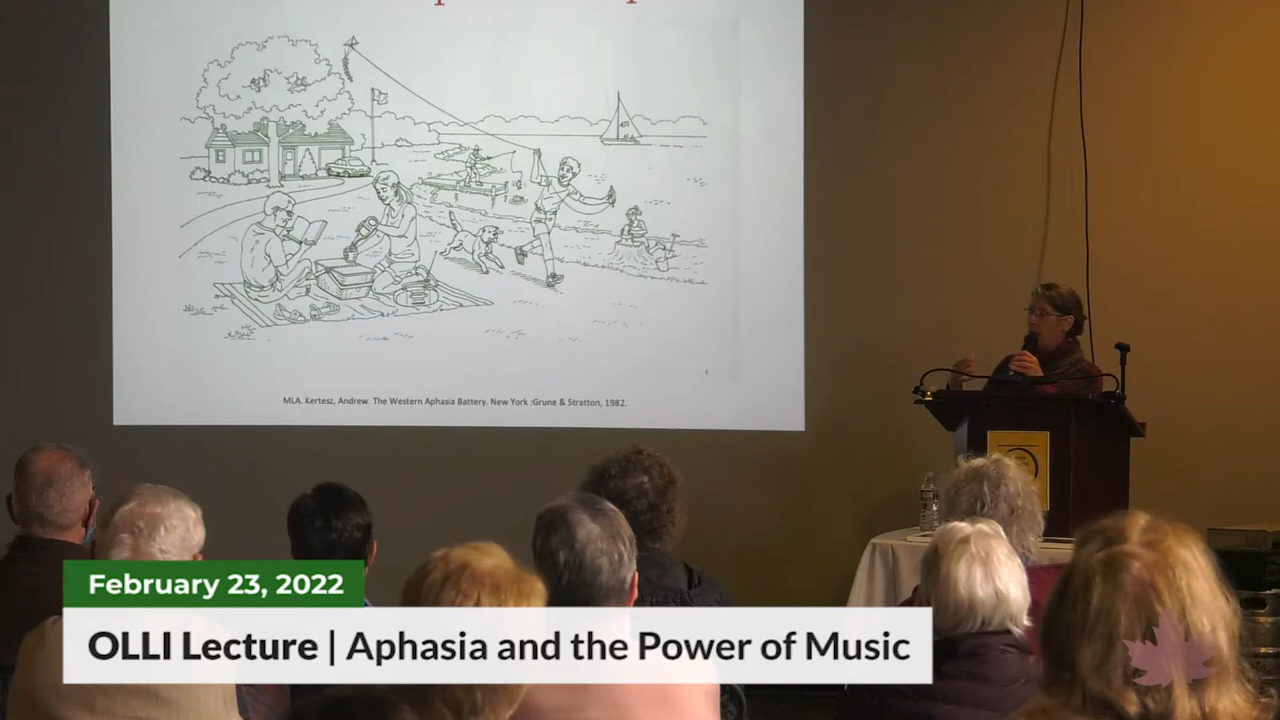 MLA. Kertesz, Andrew. The Western Aphasia Battery. New York :Grune & Stratton, 1982.
February 23, 2022
OLLI Lecture | Aphasia and the Power of Music